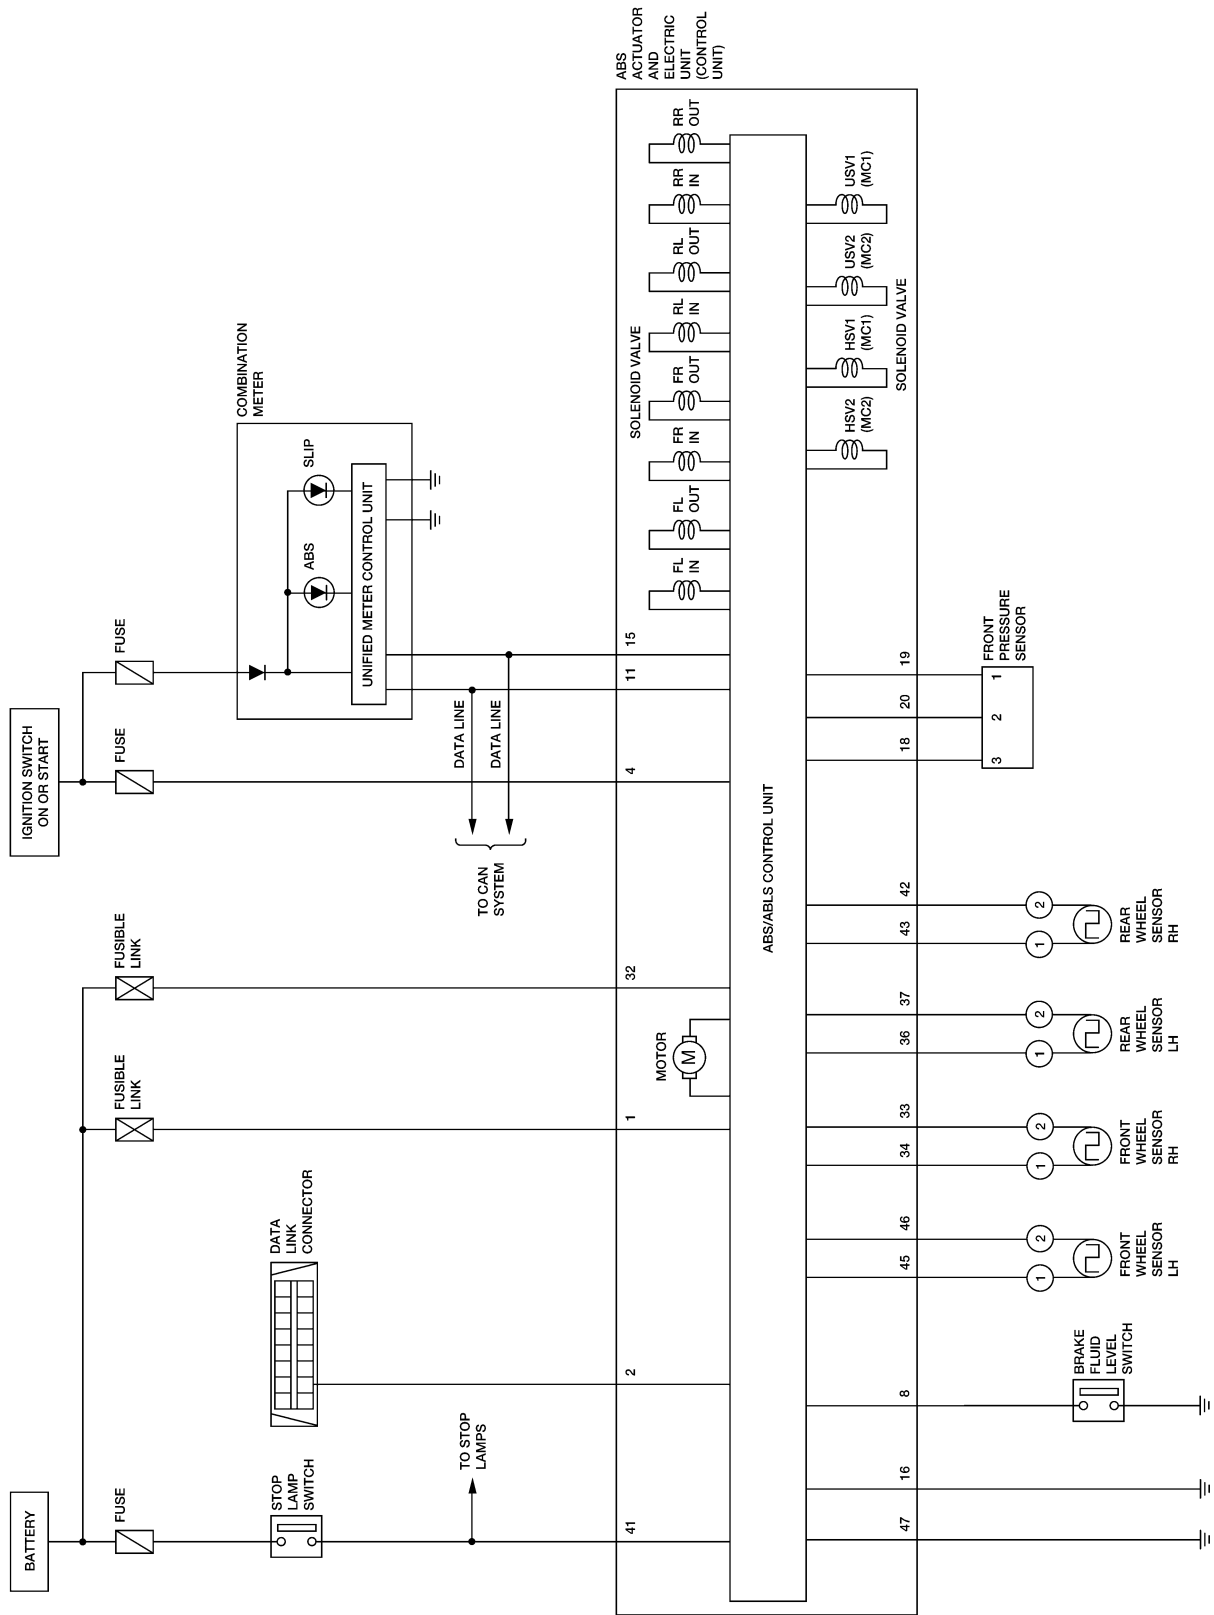 BATTERY
FUSE
STOP
LAMP
SWITCH
TO STOP
LAMPS
41
DATA
LINK
CONNECTOR
2
FUSIBLE
LINK
1
FUSIBLE
LINK
32
MOTOR
M
IGNITION SWITCH
ON OR START
FUSE
4
FUSE
COMBINATION
METER
ABS
SLIP
UNIFIED METER CONTROL UNIT
DATA LINE
DATA LINE
TO CAN
SYSTEM
11
15
ABS
ACTUATOR
AND
ELECTRIC
UNIT
(CONTROL
UNIT)
SOLENOID VALVE
FL
IN
FL
OUT
FR
IN
FR
OUT
RL
IN
RL
OUT
RR
IN
RR
OUT
ABS/ABLS CONTROL UNIT
HSV2
(MC2)
HSV1
(MC1)
USV2
(MC2)
USV1
(MC1)
SOLENOID VALVE
47
16
8
BRAKE
FLUID
LEVEL
SWITCH
45
46
1
2
FRONT
WHEEL
SENSOR
LH
34
33
1
2
FRONT
WHEEL
SENSOR
RH
36
37
1
2
REAR
WHEEL
SENSOR
LH
43
42
1
2
REAR
WHEEL
SENSOR
RH
18
20
19
3
2
1
FRONT
PRESSURE
SENSOR